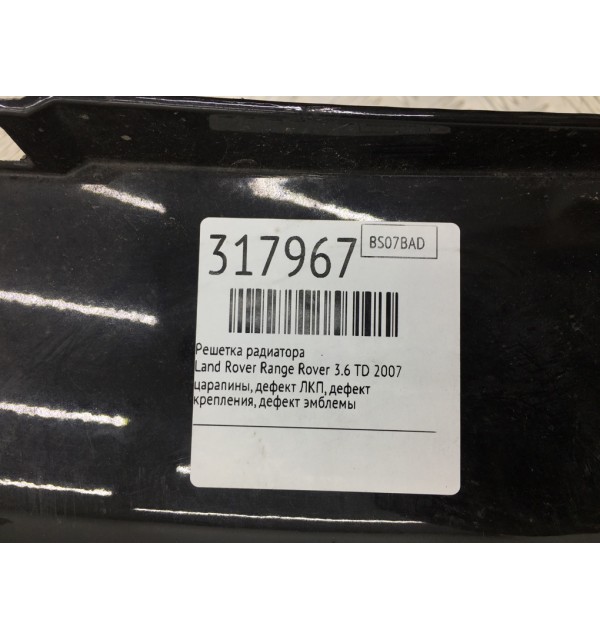 317967
BS07BAD
Решетка радиатора
Land Rover Range Rover 3.6 TD 2007
царапины, дефект ЛКП, дефект
крепления, дефект эмблемы